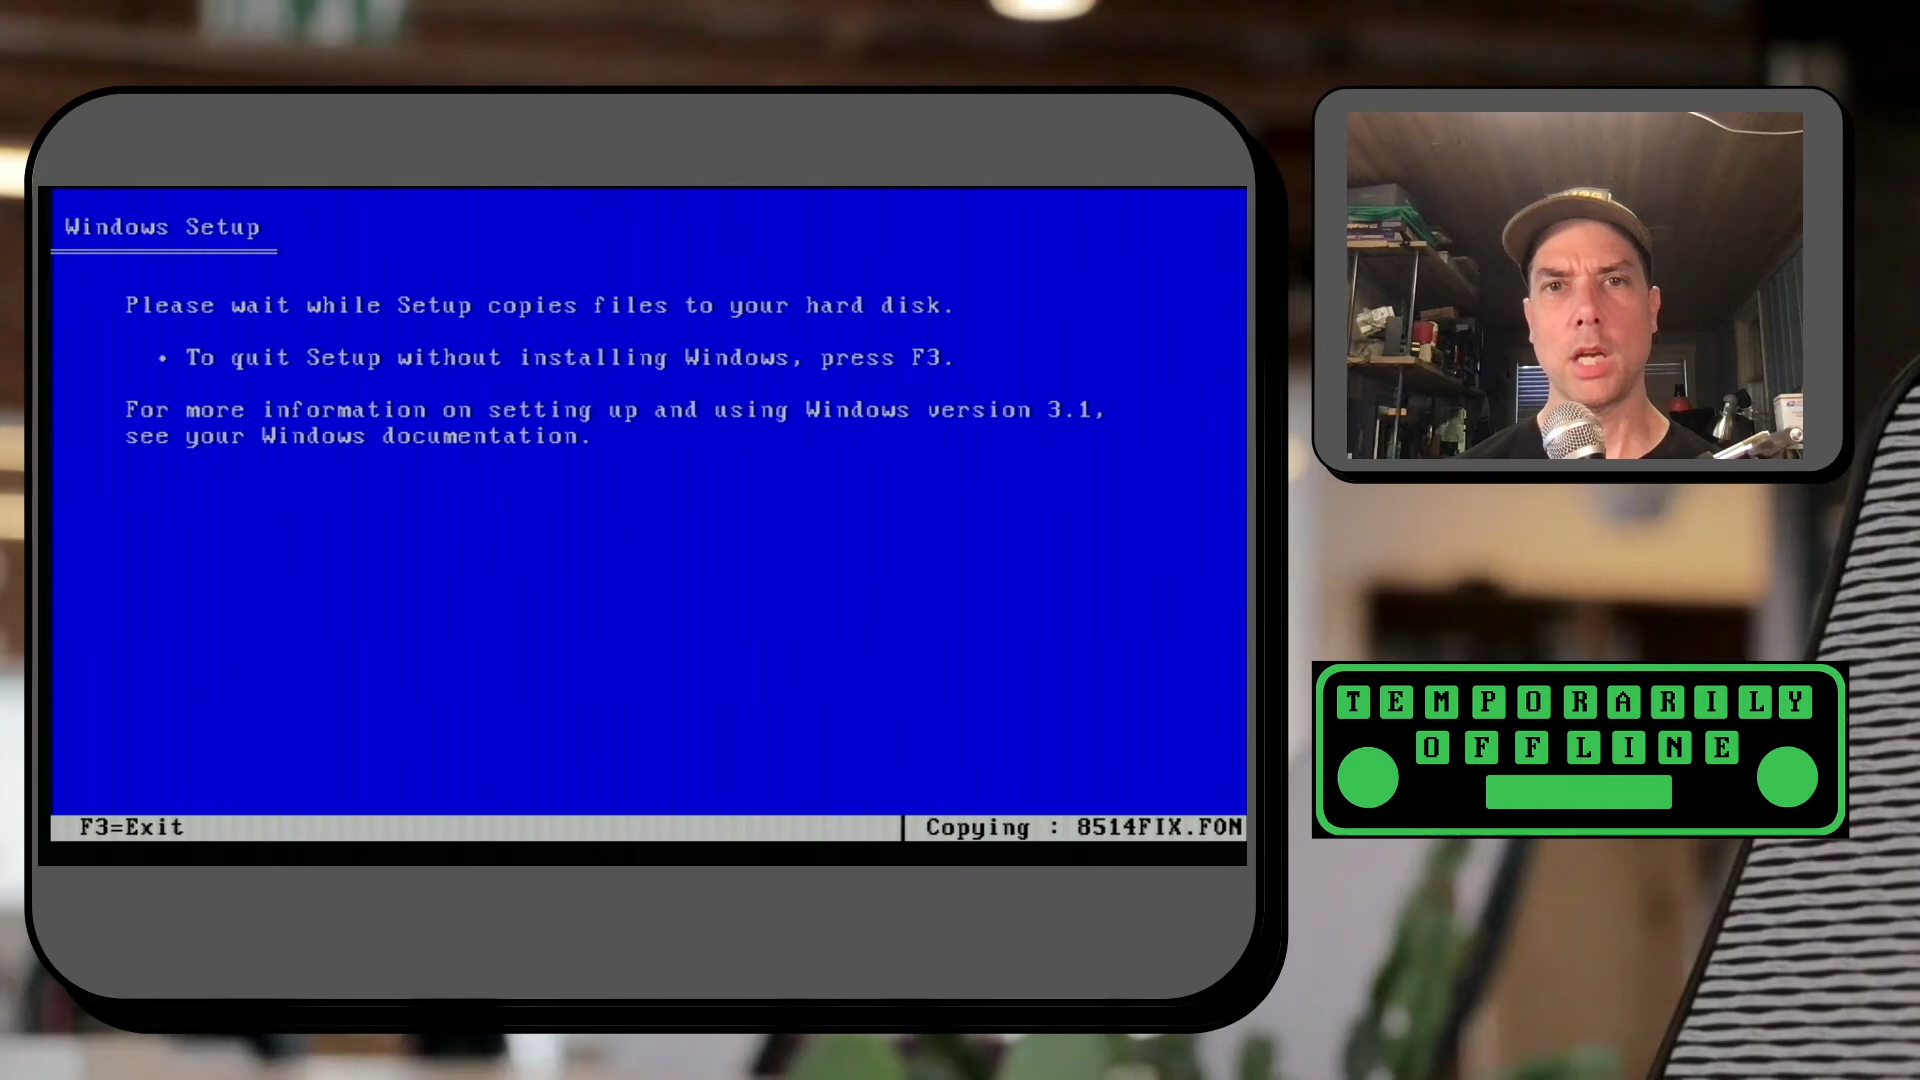 Windows Setup
Please wait while Setup copies files to your hard disk.
• To quit Setup without installing Windows, press F3.
For more information on setting up and using Windows version 3.1,
see your Windows documentation.
F3=Exit
Copying : 8514FIX.FON
TEMPORARILY
OFFLINE